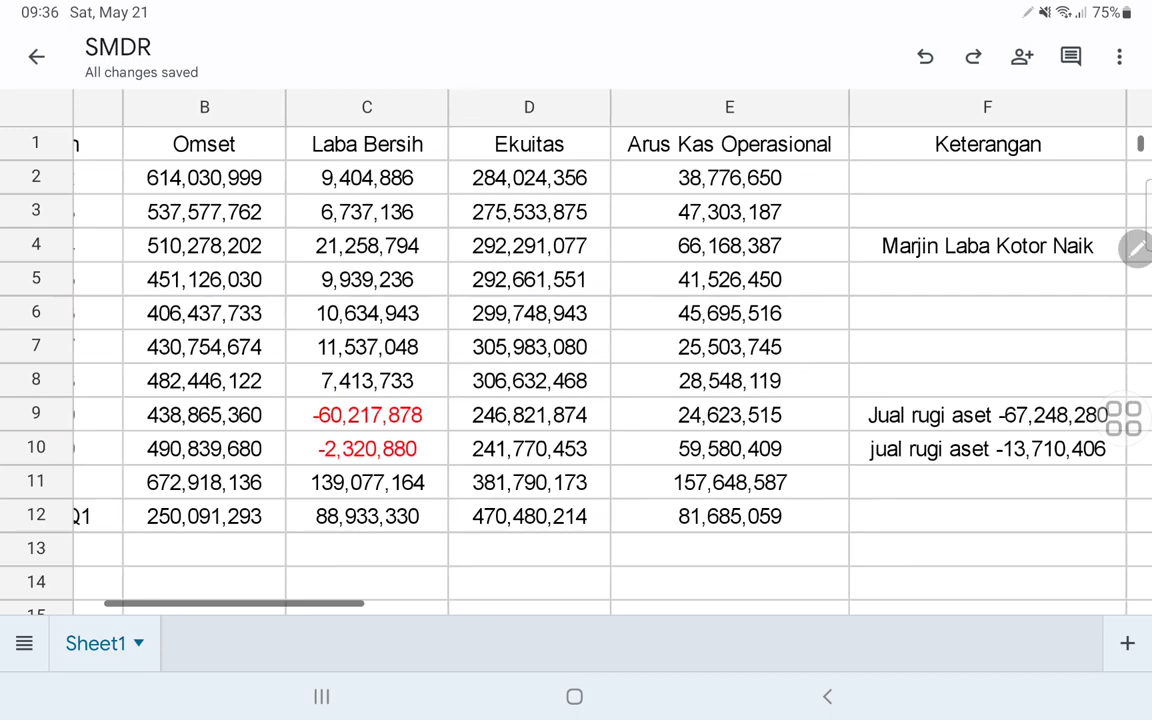 09:36 Sat, May 21 75%
SMDR
All changes saved
B C D E F
1 Omset Laba Bersih Ekuitas Arus Kas Operasional Keterangan
2 614,030,999 9,404,886 284,024,356 38,776,650
3 537,577,762 6,737,136 275,533,875 47,303,187
4 510,278,202 21,258,794 292,291,077 66,168,387 Marjin Laba Kotor Naik
5 451,126,030 9,939,236 292,661,551 41,526,450
6 406,437,733 10,634,943 299,748,943 45,695,516
7 430,754,674 11,537,048 305,983,080 25,503,745
8 482,446,122 7,413,733 306,632,468 28,548,119
9 438,865,360 -60,217,878 246,821,874 24,623,515 Jual rugi aset -67,248,280
10 490,839,680 -2,320,880 241,770,453 59,580,409 jual rugi aset -13,710,406
11 672,918,136 139,077,164 381,790,173 157,648,587
12 Q1 250,091,293 88,933,330 470,480,214 81,685,059
13
14
15
Sheet1